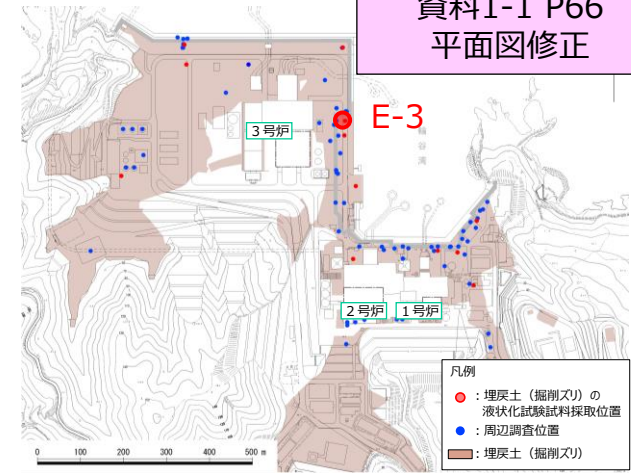 資料1-1 P66
平面図修正
E-3
3号炉
輪谷湾
2号炉
1号炉
凡例
：埋戻土（掘削ズリ）の
液状化試験試料採取位置
：周辺調査位置
：埋戻土（掘削ズリ）
0 100 200 300 400 500 m